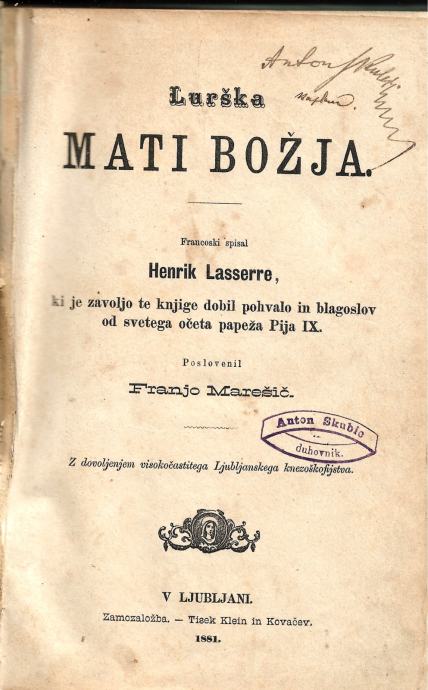 Anton
Lurška
MATI BOŽJA.
Francoski spisal
Henrik Lasserre,
ki je zavoljo te knjige dobil pohvalo in blagoslov
od svetega očeta papeža Pija IX.
Poslovenil
Franjo Marešič.
Anton Skubic
duhovnik.
Z dovoljenjem visokočastitega Ljubljanskega knezoškofijstva.
V LJUBLJANI.
Zamozaložba. — Tisek Klein in Kovačev.
1881.